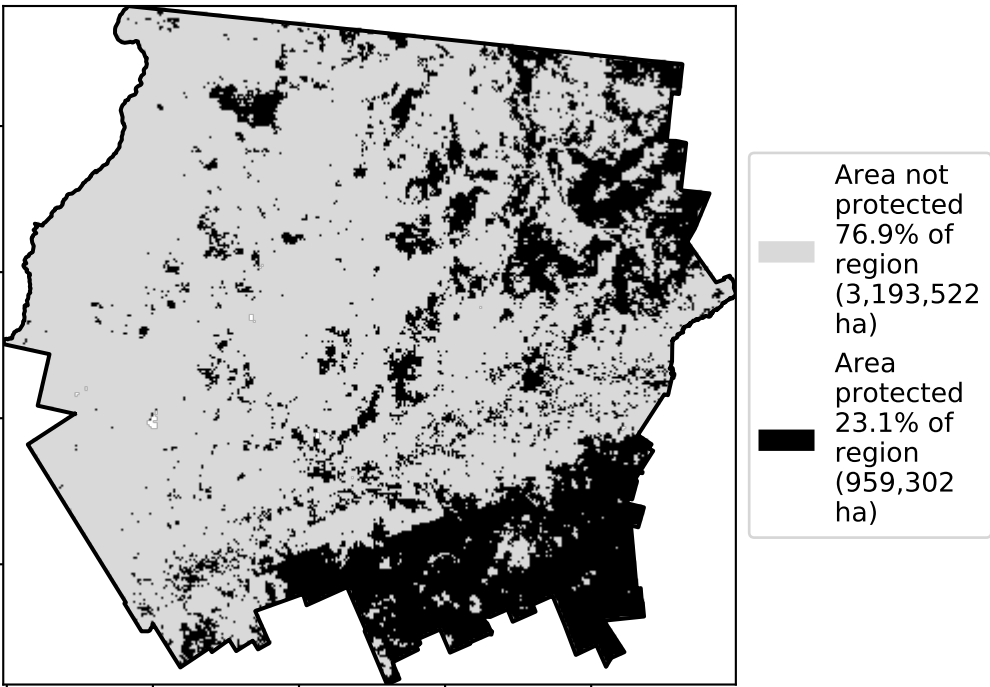 Area not
protected
76.9% of
region
(3,193,522
ha)
Area
protected
23.1% of
region
(959,302
ha)